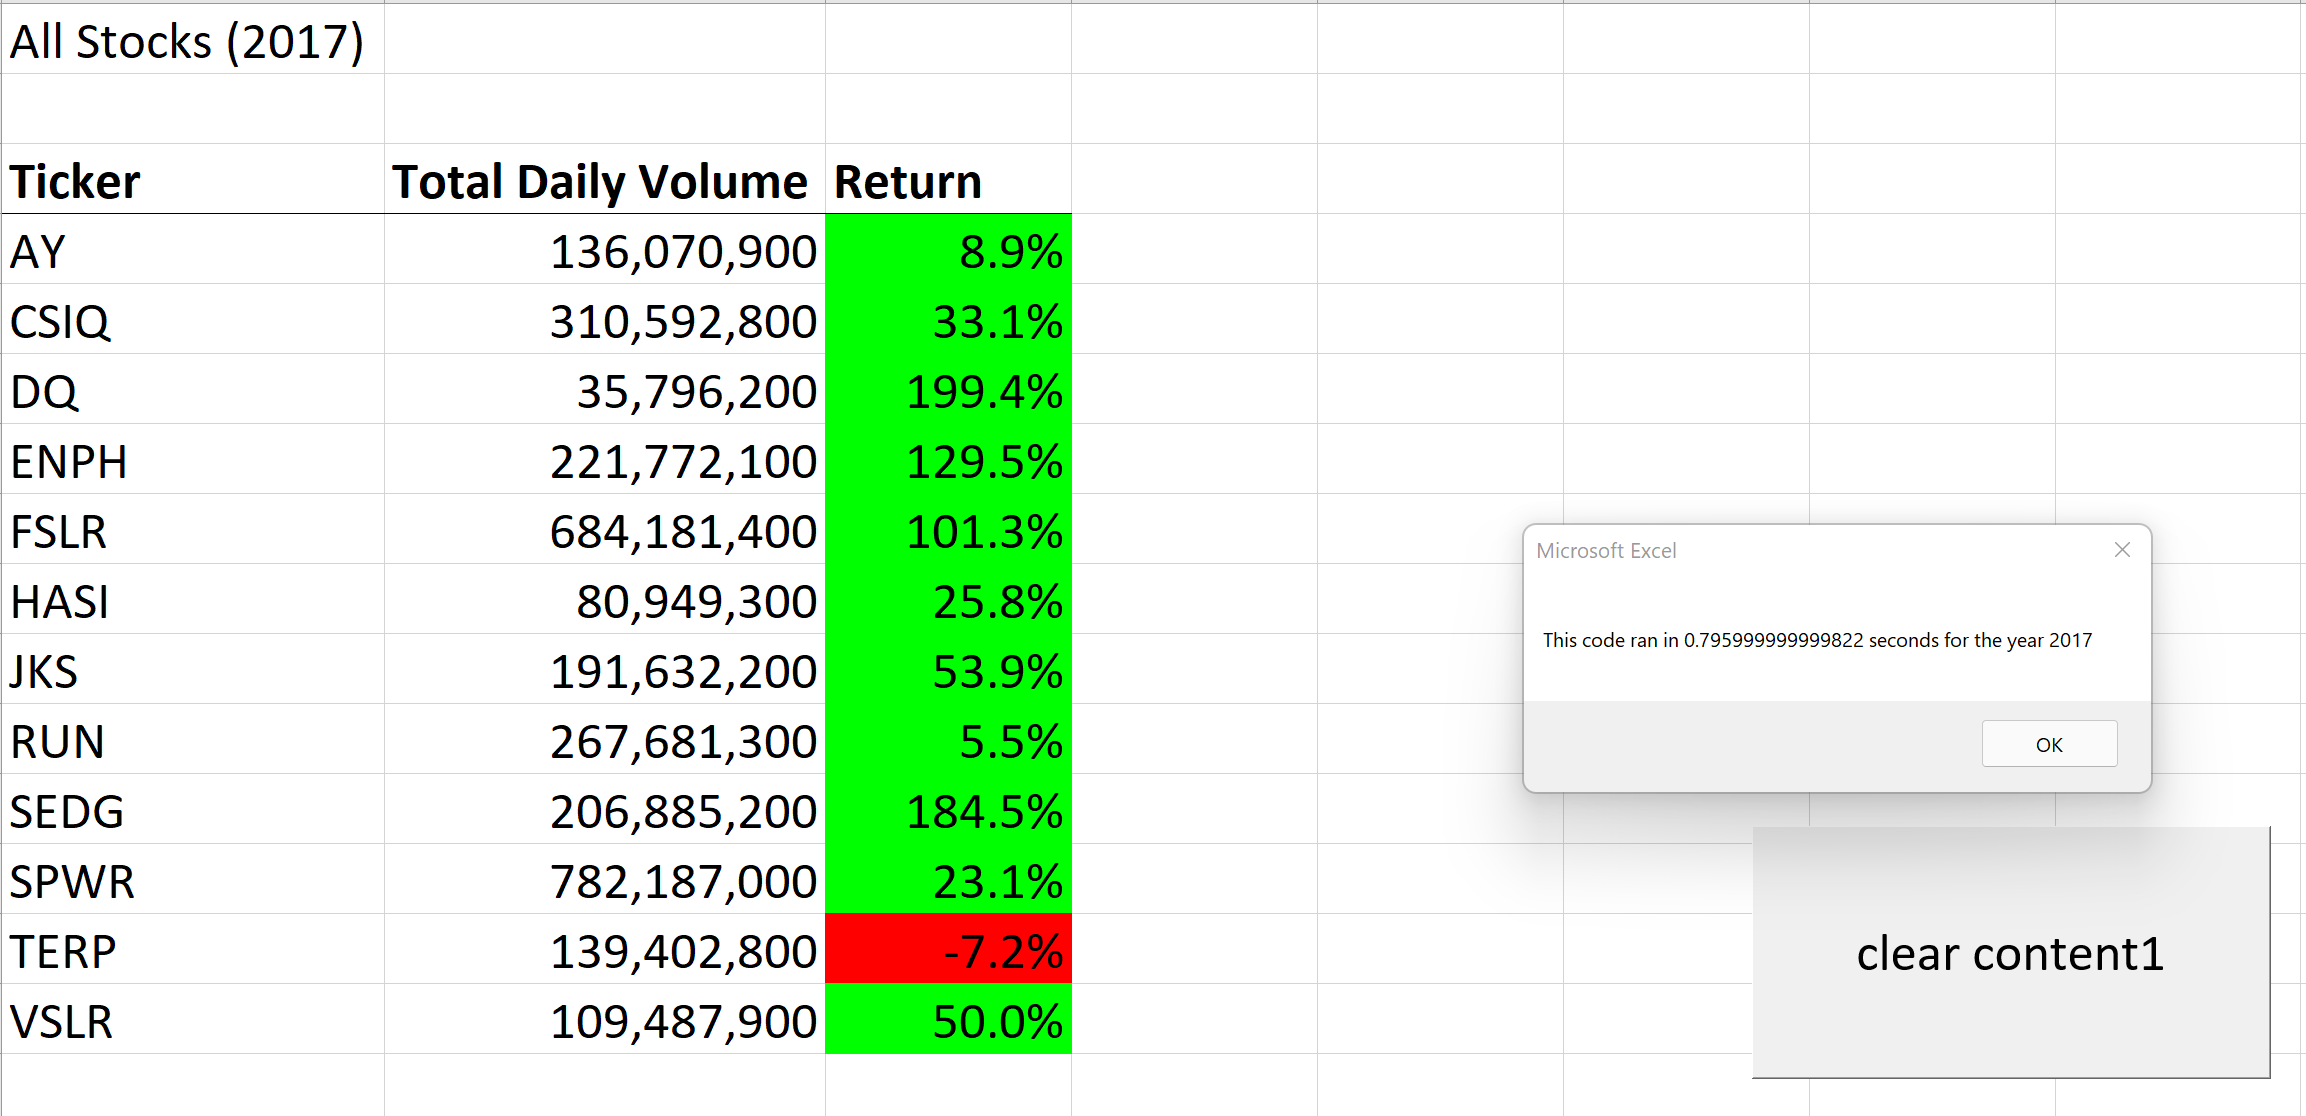 All Stocks (2017)
Ticker Total Daily Volume Return
AY 136,070,900 8.9%
CSIQ 310,592,800 33.1%
DQ 35,796,200 199.4%
ENPH 221,772,100 129.5%
FSLR 684,181,400 101.3%
HASI 80,949,300 25.8%
JKS 191,632,200 53.9%
RUN 267,681,300 5.5%
SEDG 206,885,200 184.5%
SPWR 782,187,000 23.1%
TERP 139,402,800 -7.2%
VSLR 109,487,900 50.0%
Microsoft Excel
This code ran in 0.795999999999822 seconds for the year 2017
OK
clear content1